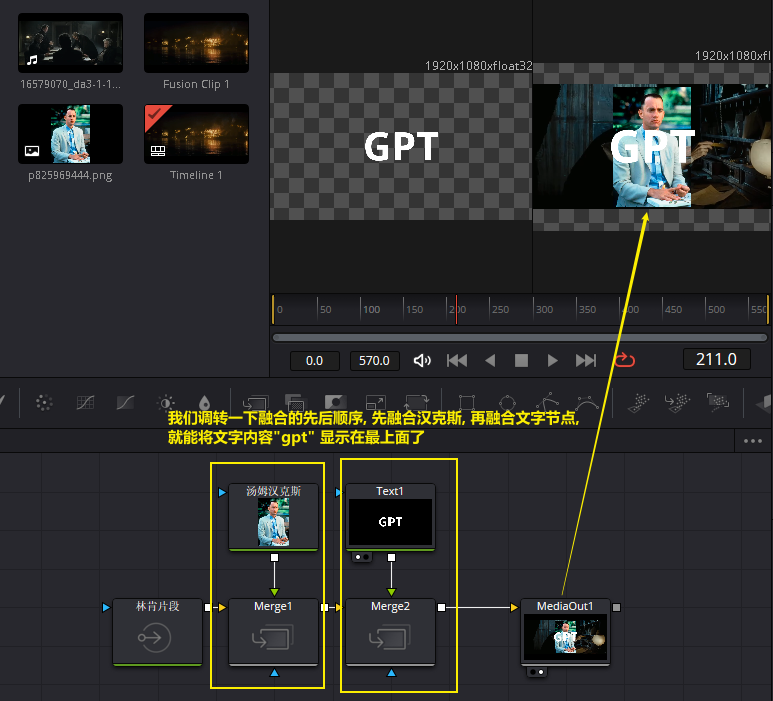 1920x1080xfloat32
1920x1080xfl
16579070_da3-1-1...
Fusion Clip 1
p825969444.png
Timeline 1
GPT
GPT
0 50 100 150 200 250 300 350 400 450 500 550
0.0 570.0 211.0
我们调转一下融合的先后顺序, 先融合汉克斯, 再融合文字节点,
就能将文字内容"gpt" 显示在最上面了
汤姆汉克斯
Text1
GPT
林肯片段
Merge1
Merge2
MediaOut1
GPT